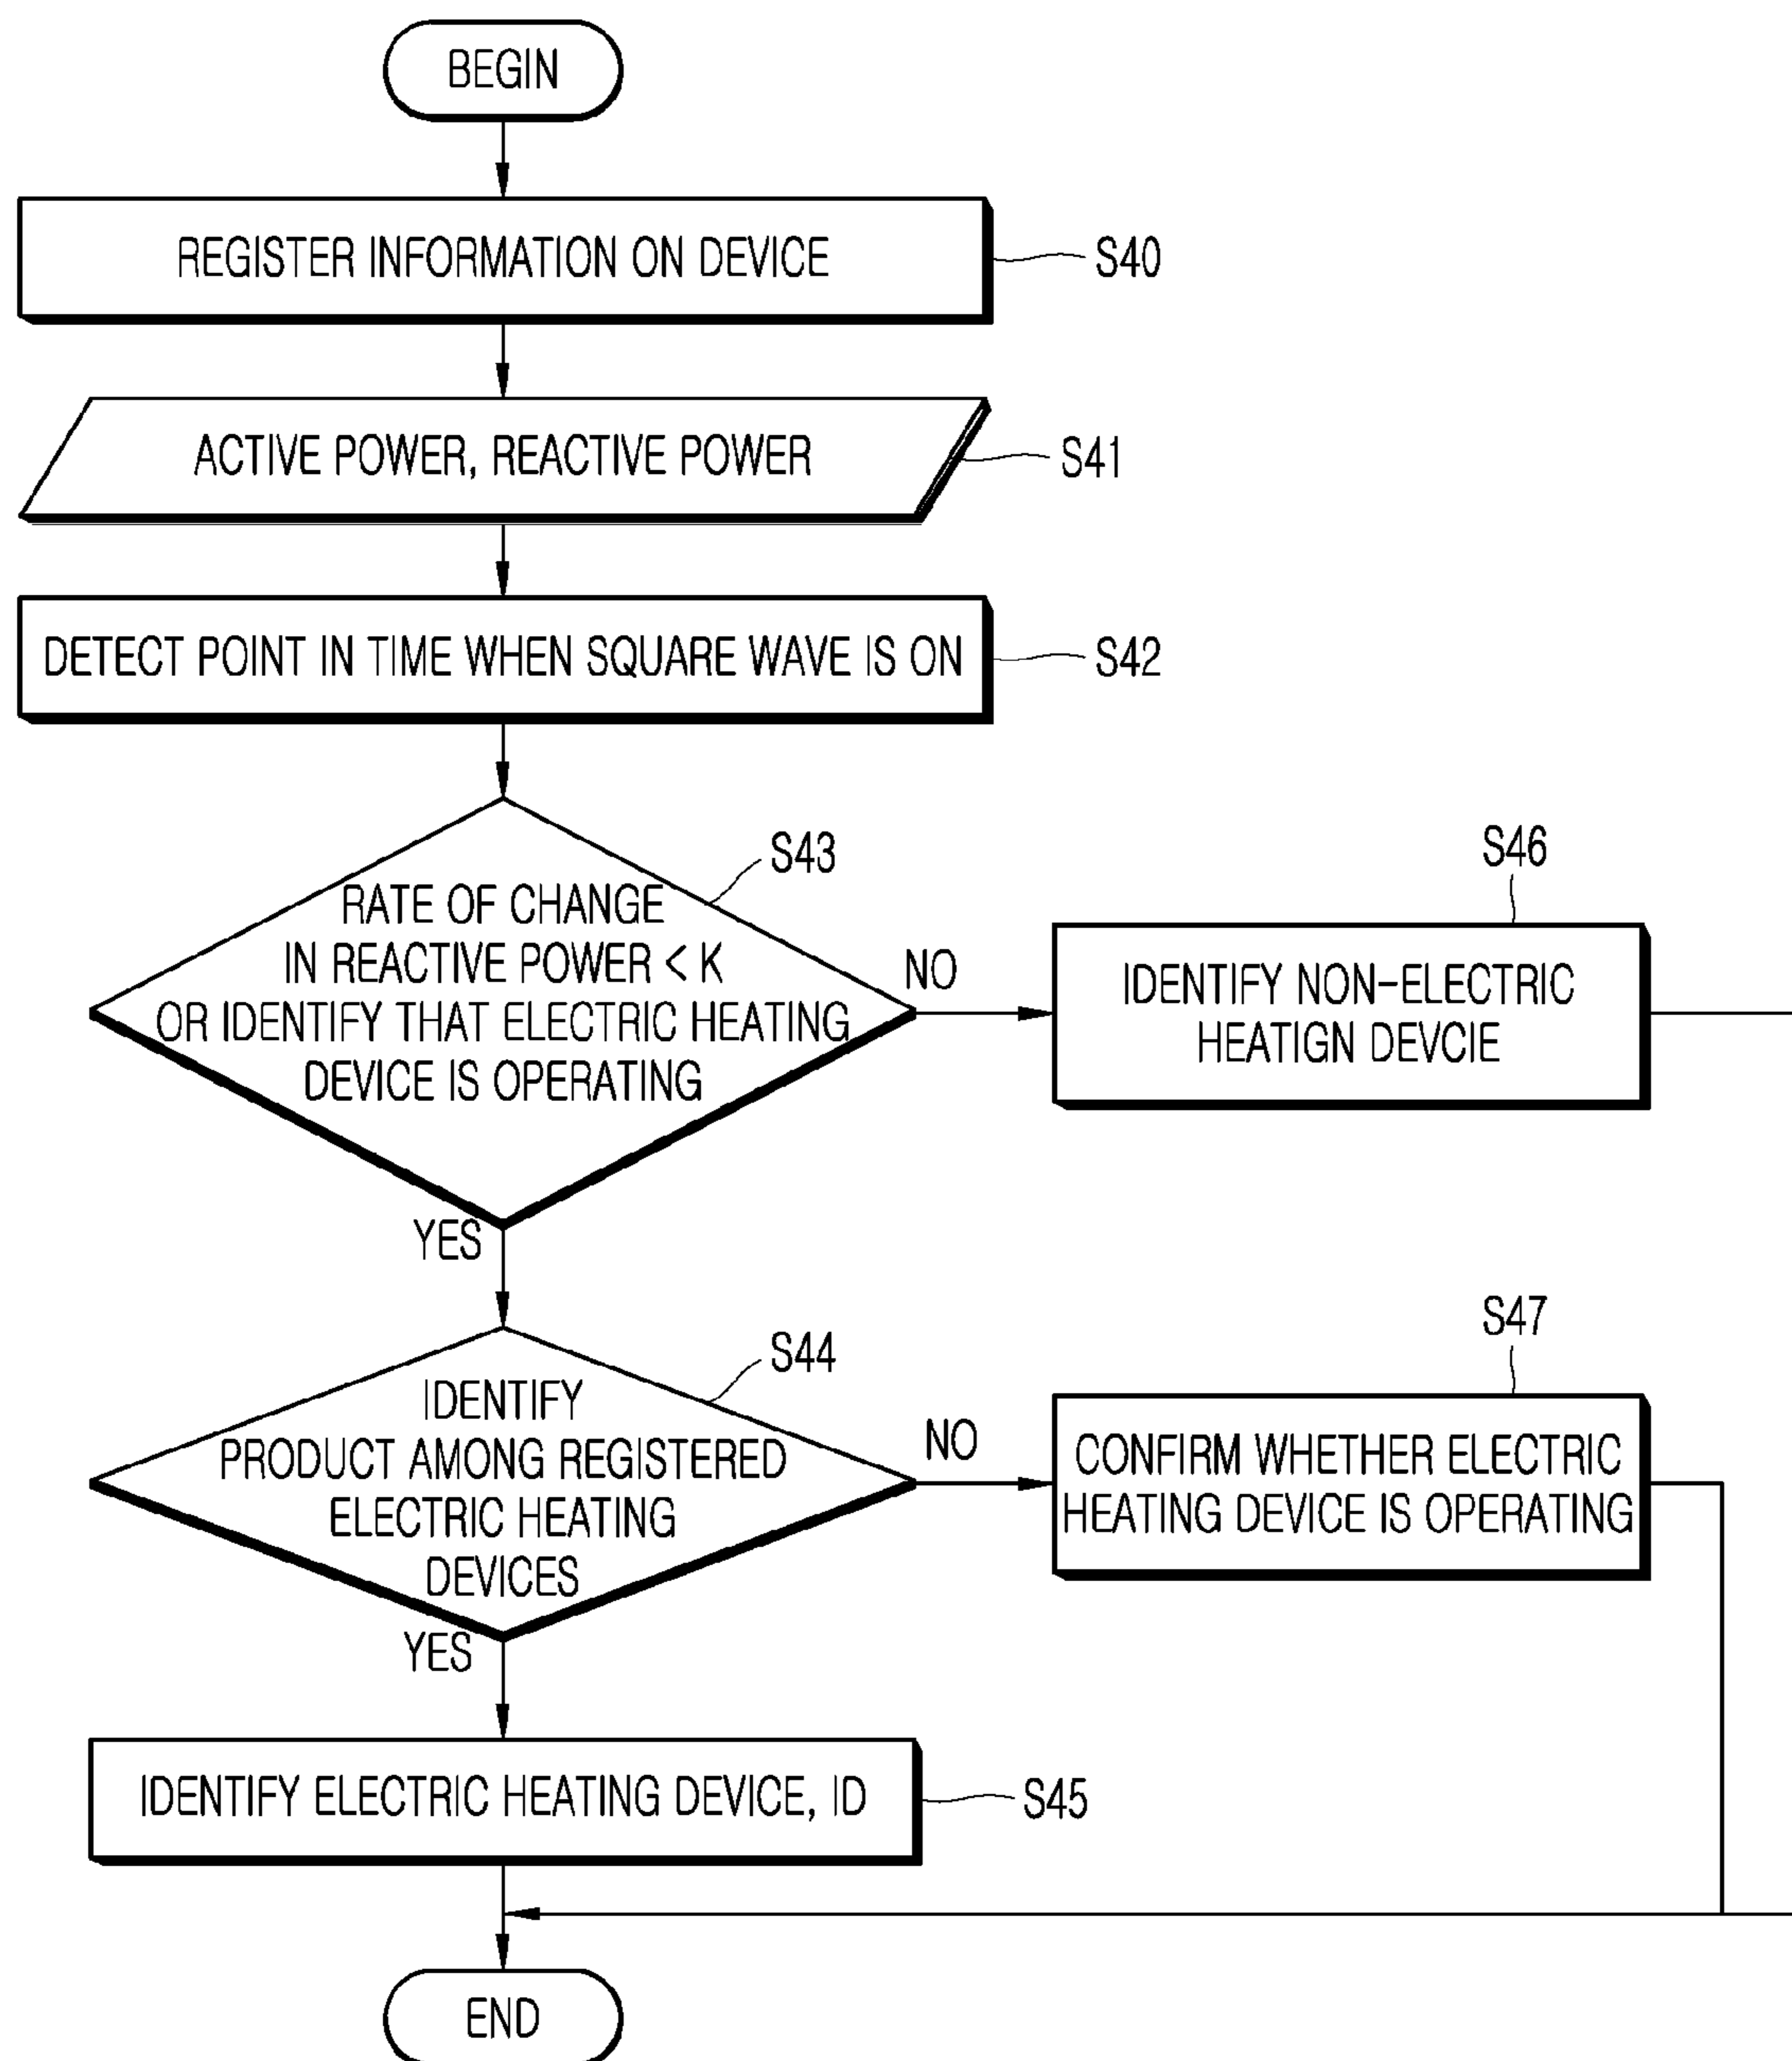 BEGIN
REGISTER INFORMATION ON DEVICE
S40
ACTIVE POWER, REACTIVE POWER
S41
DETECT POINT IN TIME WHEN SQUARE WAVE IS ON
S42
S43
RATE OF CHANGE
IN REACTIVE POWER < K
OR IDENTIFY THAT ELECTRIC HEATING
DEVICE IS OPERATING
NO
S46
IDENTIFY NON-ELECTRIC
HEATIGN DEVCIE
YES
S44
IDENTIFY
PRODUCT AMONG REGISTERED
ELECTRIC HEATING
DEVICES
NO
S47
CONFIRM WHETHER ELECTRIC
HEATING DEVICE IS OPERATING
YES
IDENTIFY ELECTRIC HEATING DEVICE, ID
S45
END